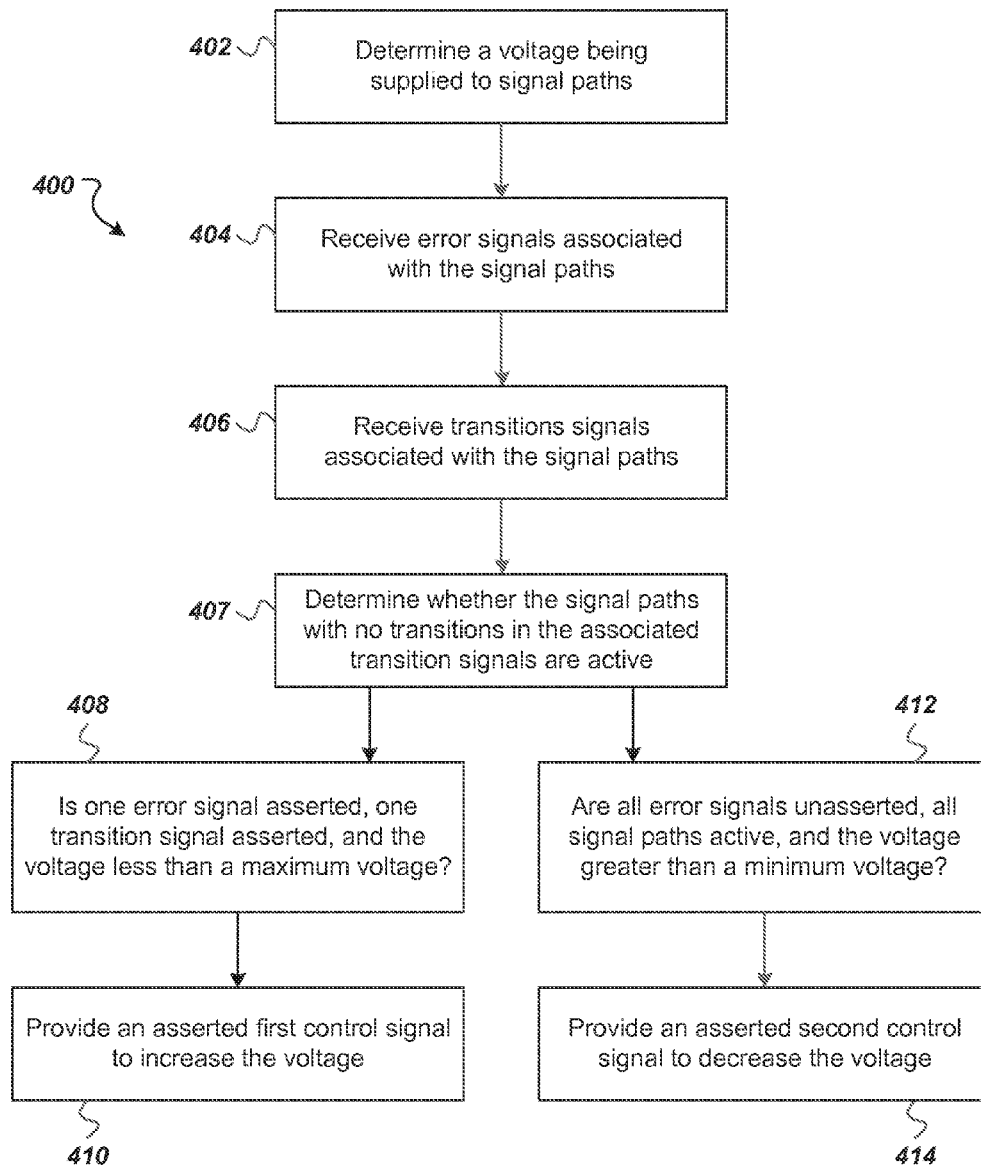 402
Determine a voltage being
supplied to signal paths
400
404
Receive error signals associated
with the signal paths
406
Receive transitions signals
associated with the signal paths
407
Determine whether the signal paths
with no transitions in the associated
transition signals are active
408
Is one error signal asserted, one
transition signal asserted, and the
voltage less than a maximum voltage?
412
Are all error signals unasserted, all
signal paths active, and the voltage
greater than a minimum voltage?
Provide an asserted first control signal
to increase the voltage
410
Provide an asserted second control
signal to decrease the voltage
414